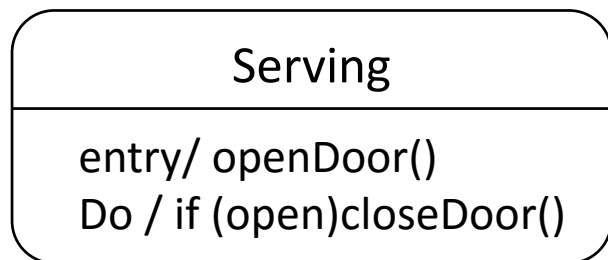 Serving
entry/ openDoor()
Do / if (open)closeDoor()